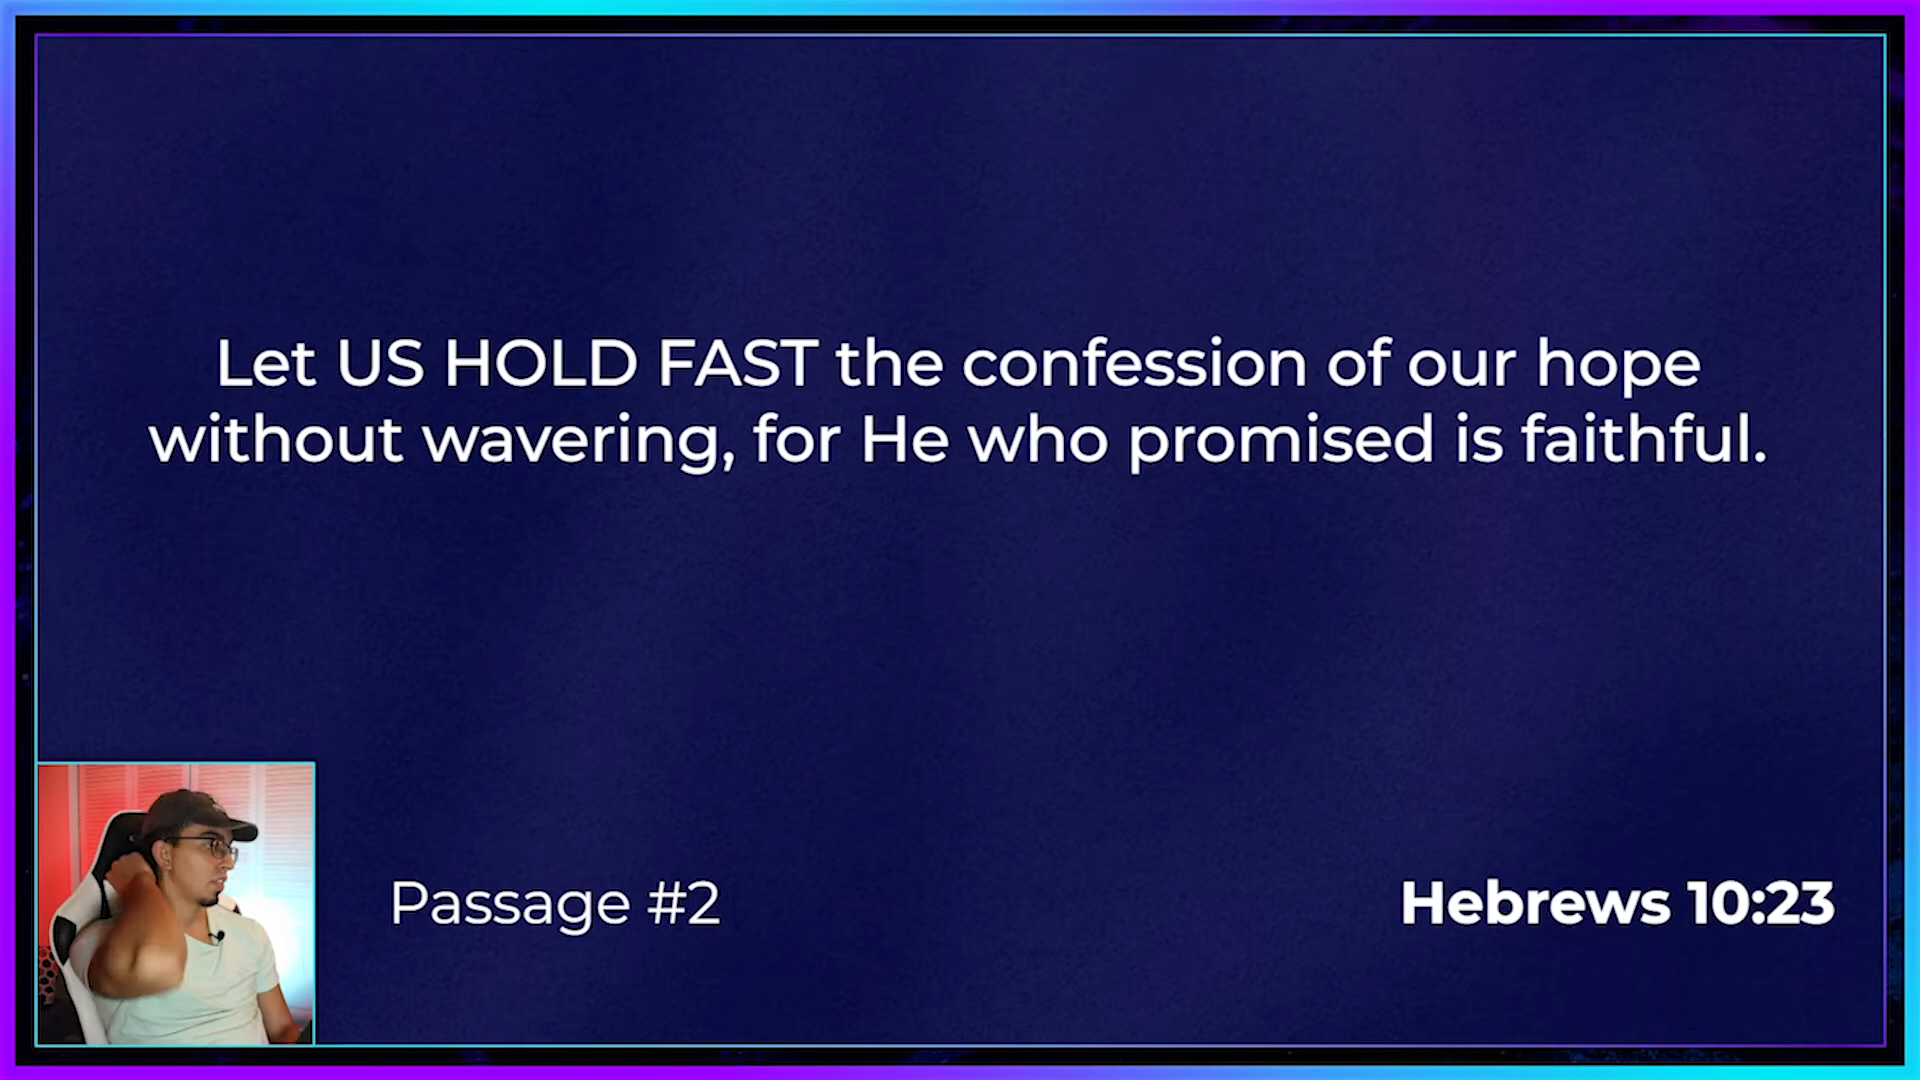 Let US HOLD FAST the confession of our hope
without wavering, for He who promised is faithful.
Passage #2
Hebrews 10:23